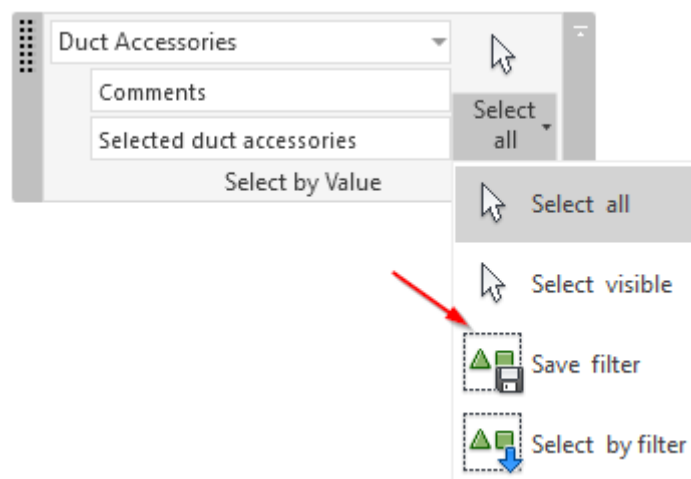 Duct Accessories
Comments
Selected duct accessories
Select by Value
Select
all
Select all
Select visible
Save filter
Select by filter